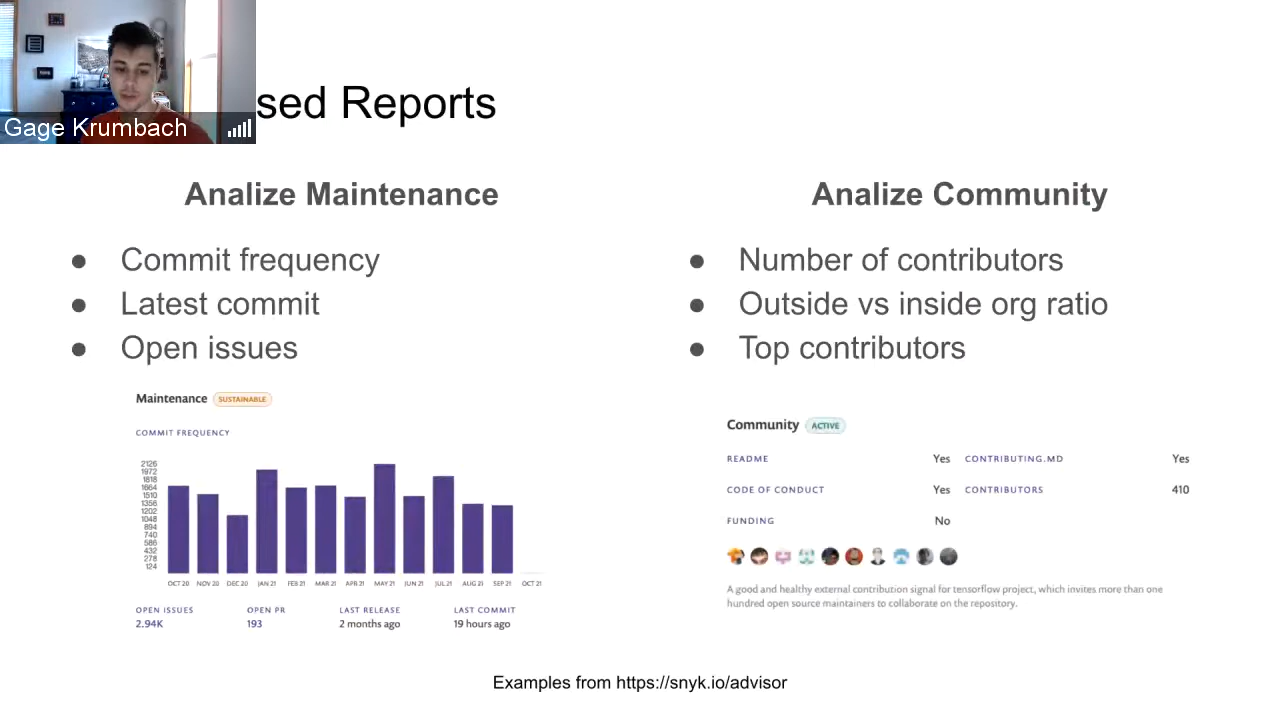 Gage Krumbach
sed Reports
Analize Maintenance
● Commit frequency
● Latest commit
● Open issues
Maintenance SUSTAINABLE
COMMIT FREQUENCY
2126
1972
1818
1664
1510
1356
1202
1048
894
740
586
432
278
124
OCT 20 NOV 20 DEC 20 JAN 21 FEB 21 MAR 21 APR 21 MAY 21 JUN 21 JUL 21 AUG 21 SEP 21 OCT 21
OPEN ISSUES OPEN PR LAST RELEASE LAST COMMIT
2.94K 193 2 months ago 19 hours ago
Analize Community
● Number of contributors
● Outside vs inside org ratio
● Top contributors
Community ACTIVE
README Yes CONTRIBUTING.MD Yes
CODE OF CONDUCT Yes CONTRIBUTORS 410
FUNDING No
A good and healthy external contribution signal for tensorflow project, which invites more than one
hundred open source maintainers to collaborate on the repository.
Examples from https://snyk.io/advisor